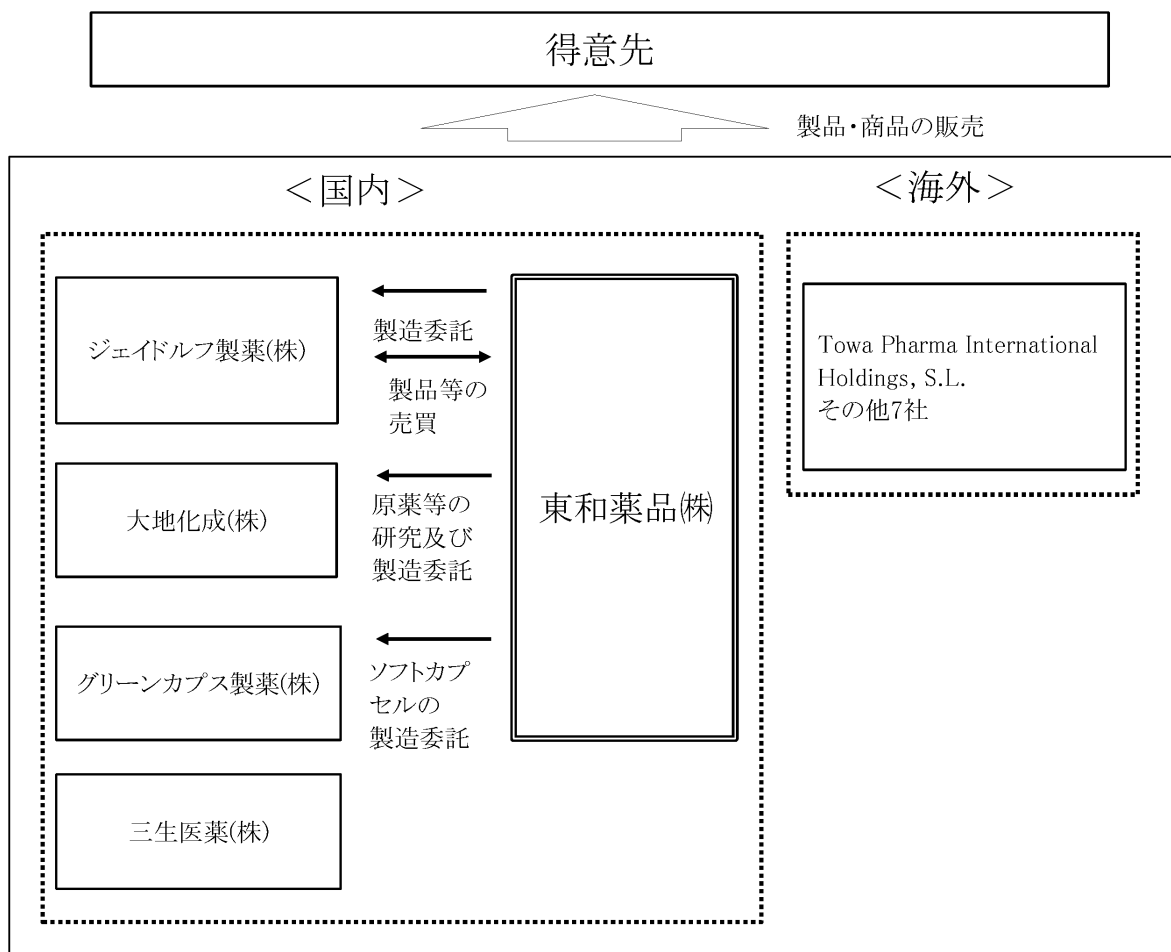 得意先
製品・商品の販売
＜国内＞
＜海外＞
ジェイドルフ製薬(株)
製造委託
製品等の
売買
大地化成(株)
原薬等の
研究及び
製造委託
グリーンカプス製薬(株)
ソフトカプ
セルの
製造委託
三生医薬(株)
東和薬品㈱
Towa Pharma International
Holdings, S.L.
その他7社